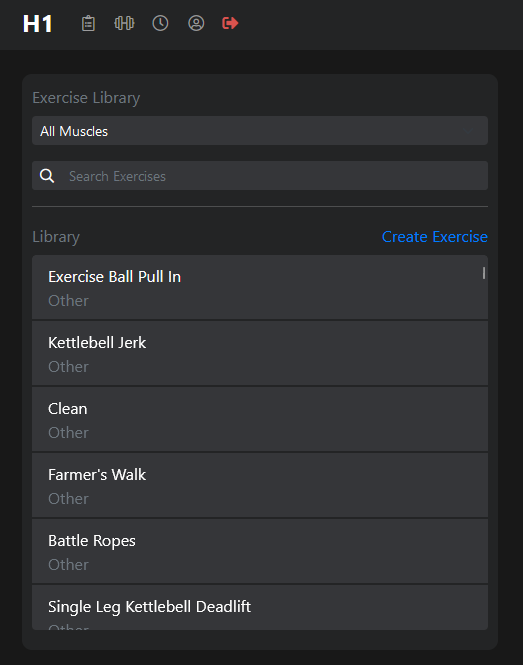 H1
Exercise Library
All Muscles
Search Exercises
Library
Create Exercise
Exercise Ball Pull In
Other
Kettlebell Jerk
Other
Clean
Other
Farmer's Walk
Other
Battle Ropes
Other
Single Leg Kettlebell Deadlift
Other